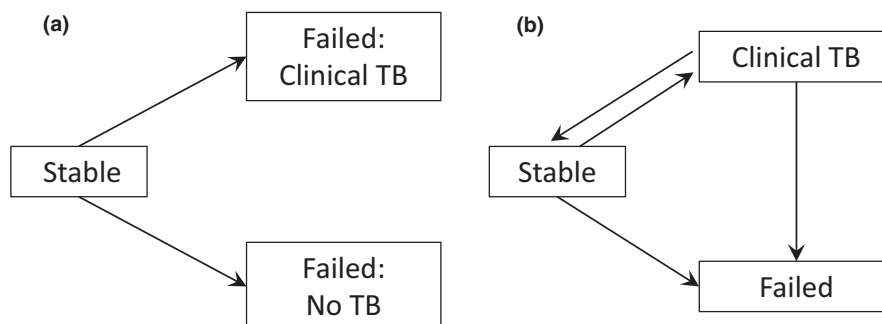 (a)
Failed:
Clinical TB
Stable
Failed:
No TB
(b)
Clinical TB
Stable
Failed